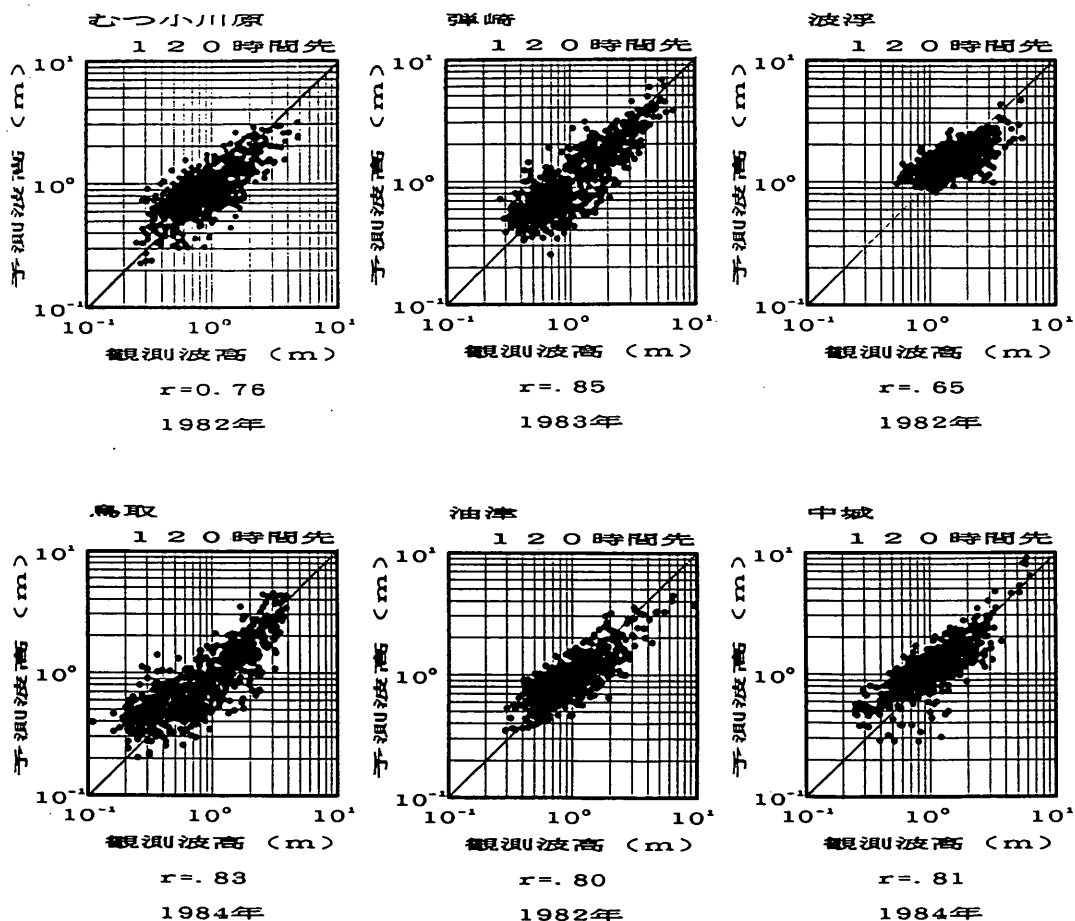 むつ小川原
120時間先
10¹
予測波高 (m)
10⁰
10⁻¹
10⁻¹ 10⁰ 10¹
観測波高 (m)
r=0.76
1982年
弾崎
120時間先
10¹
予測波高 (m)
10⁰
10⁻¹
10⁻¹ 10⁰ 10¹
観測波高 (m)
r=.85
1983年
波浮
120時間先
10¹
予測波高 (m)
10⁰
10⁻¹
10⁻¹ 10⁰ 10¹
観測波高 (m)
r=.65
1982年
鳥取
120時間先
10¹
予測波高 (m)
10⁰
10⁻¹
10⁻¹ 10⁰ 10¹
観測波高 (m)
r=.83
1984年
油津
120時間先
10¹
予測波高 (m)
10⁰
10⁻¹
10⁻¹ 10⁰ 10¹
観測波高 (m)
r=.80
1982年
中城
120時間先
10¹
予測波高 (m)
10⁰
10⁻¹
10⁻¹ 10⁰ 10¹
観測波高 (m)
r=.81
1984年